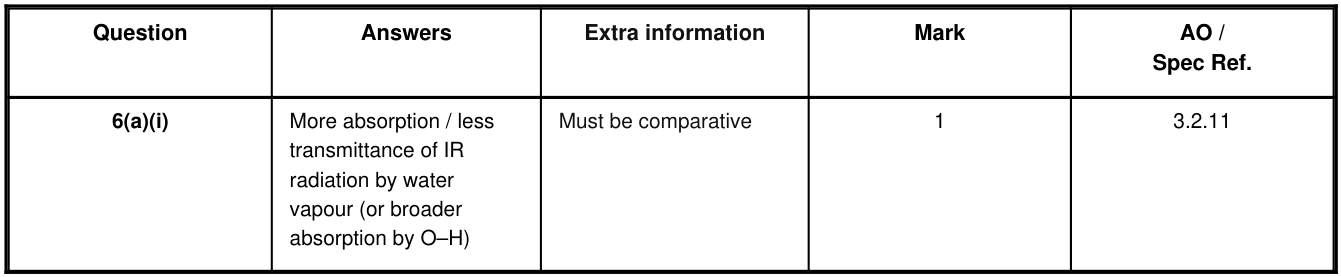 Question Answers Extra information Mark AO /
Spec Ref.
6(a)(i) More absorption / less Must be comparative 1 3.2.11
transmittance of IR
radiation by water
vapour (or broader
absorption by O–H)